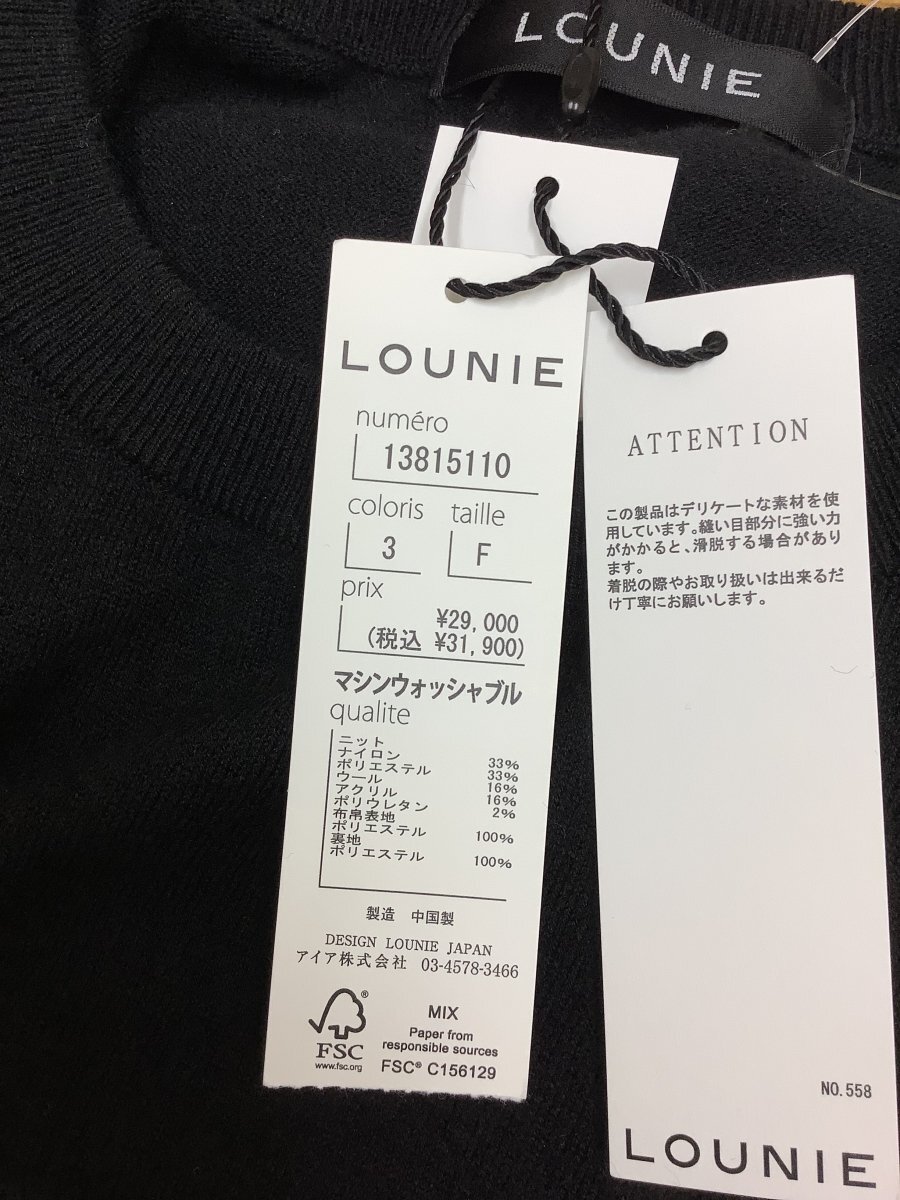 LOUNIE
LOUNIE
numéro
13815110
coloris
taille
3
F
prix
¥29,000
(税込 ¥31,900)
マシンウォッシャブル
qualite
ニット
ナイロン 33%
ポリエステル 33%
ウール 16%
アクリル 16%
ポリウレタン 2%
布帛表地
ポリエステル 100%
裏地
ポリエステル 100%
製造 中国製
DESIGN LOUNIE JAPAN
アイア株式会社 03-4578-3466
FSC®
www.fsc.org
MIX
Paper from
responsible sources
FSC® C156129
ATTENTION
この製品はデリケートな素材を使
用しています。縫い目部分に強い力
がかかると、滑脱する場合があり
ます。
着脱の際やお取り扱いは出来るだ
け丁寧にお願いします。
NO.558
LOUNIE